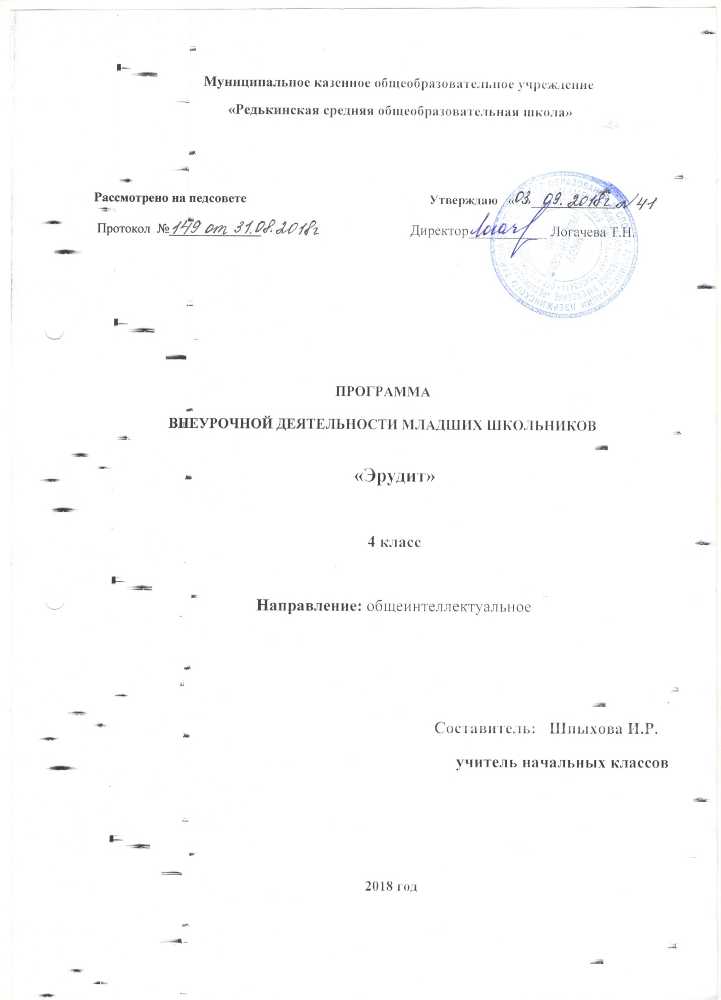 Муниципальное казенное общеобразовательное учреждение
«Редькинская средняя общеобразовательная школа»
Рассмотрено на педсовете
Утверждаю «03» 09. 2018г №41
Протокол № 149 от 31.08.2018г
Директор Логачева Т.Н.
ПРОГРАММА
ВНЕУРОЧНОЙ ДЕЯТЕЛЬНОСТИ МЛАДШИХ ШКОЛЬНИКОВ
«Эрудит»
4 класс
Направление: общеинтеллектуальное
Составитель: Шпыхова И.Р.
учитель начальных классов
2018 год